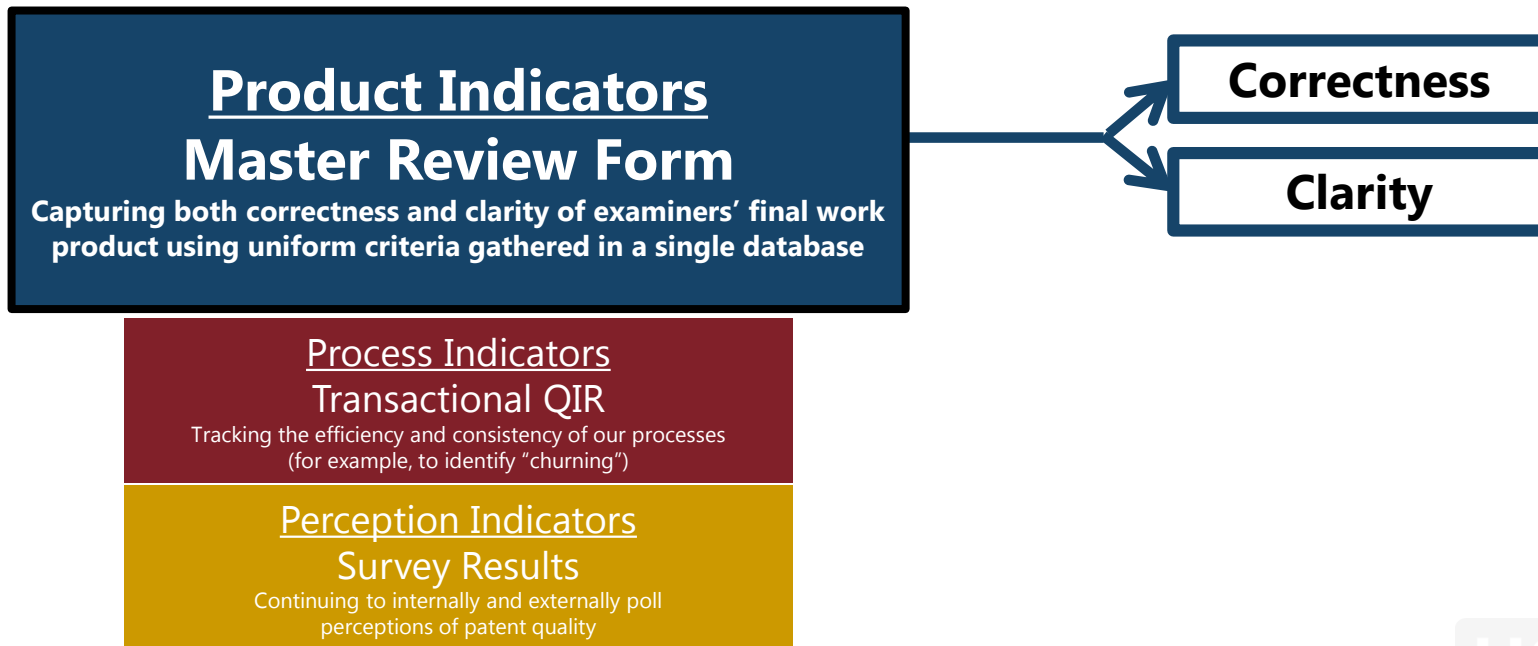 Product Indicators
Master Review Form
Capturing both correctness and clarity of examiners’ final work
product using uniform criteria gathered in a single database
Correctness
Clarity
Process Indicators
Transactional QIR
Tracking the efficiency and consistency of our processes
(for example, to identify “churning”)
Perception Indicators
Survey Results
Continuing to internally and externally poll
perceptions of patent quality